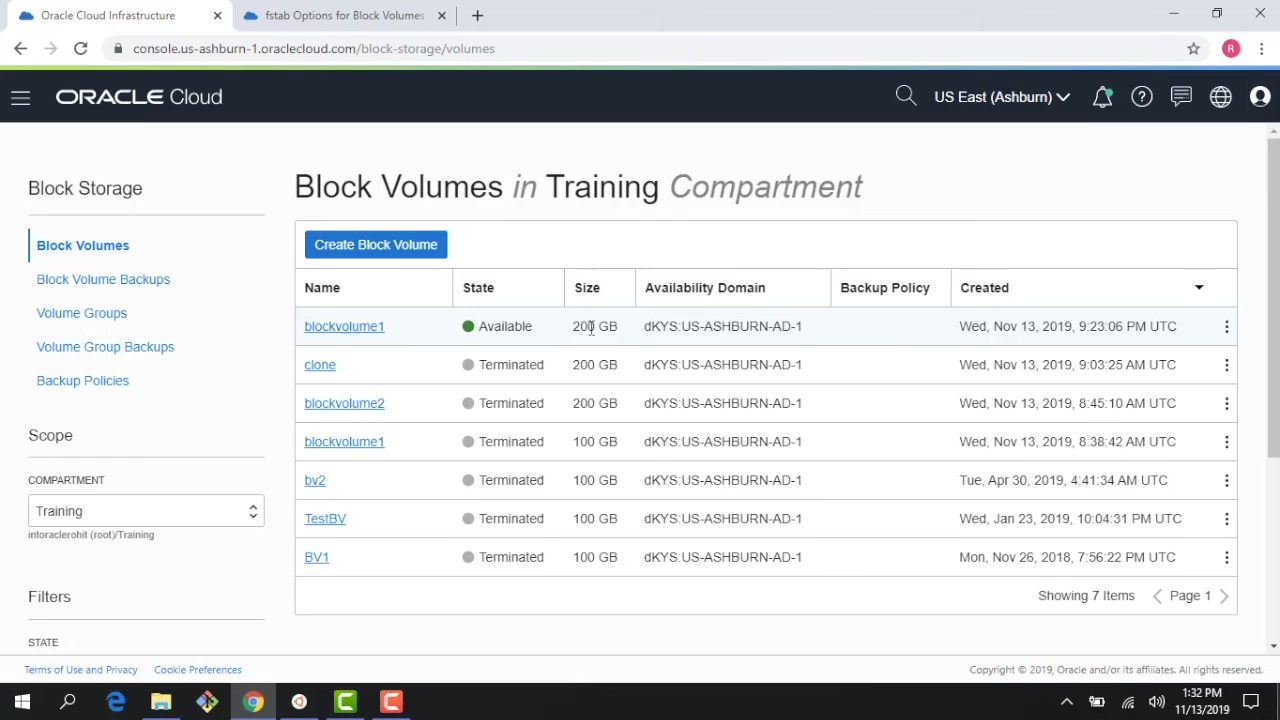 Oracle Cloud Infrastructure
fstab Options for Block Volumes
console.us-ashburn-1.oraclecloud.com/block-storage/volumes
R
ORACLE Cloud
US East (Ashburn)
Block Storage
Block Volumes
Block Volume Backups
Volume Groups
Volume Group Backups
Backup Policies
Scope
COMPARTMENT
Training
intoraclerohit (root)/Training
Filters
STATE
Block Volumes in Training Compartment
Create Block Volume
Name State Size Availability Domain Backup Policy Created
blockvolume1 Available 200 GB dKYS:US-ASHBURN-AD-1 Wed, Nov 13, 2019, 9:23:06 PM UTC
clone Terminated 200 GB dKYS:US-ASHBURN-AD-1 Wed, Nov 13, 2019, 9:03:25 AM UTC
blockvolume2 Terminated 200 GB dKYS:US-ASHBURN-AD-1 Wed, Nov 13, 2019, 8:45:10 AM UTC
blockvolume1 Terminated 100 GB dKYS:US-ASHBURN-AD-1 Wed, Nov 13, 2019, 8:38:42 AM UTC
bv2 Terminated 100 GB dKYS:US-ASHBURN-AD-1 Tue, Apr 30, 2019, 4:41:34 AM UTC
TestBV Terminated 100 GB dKYS:US-ASHBURN-AD-1 Wed, Jan 23, 2019, 10:04:31 PM UTC
BV1 Terminated 100 GB dKYS:US-ASHBURN-AD-1 Mon, Nov 26, 2018, 7:56:22 PM UTC
Showing 7 Items Page 1
Terms of Use and Privacy Cookie Preferences
Copyright © 2019, Oracle and/or its affiliates. All rights reserved.
1:32 PM
11/13/2019